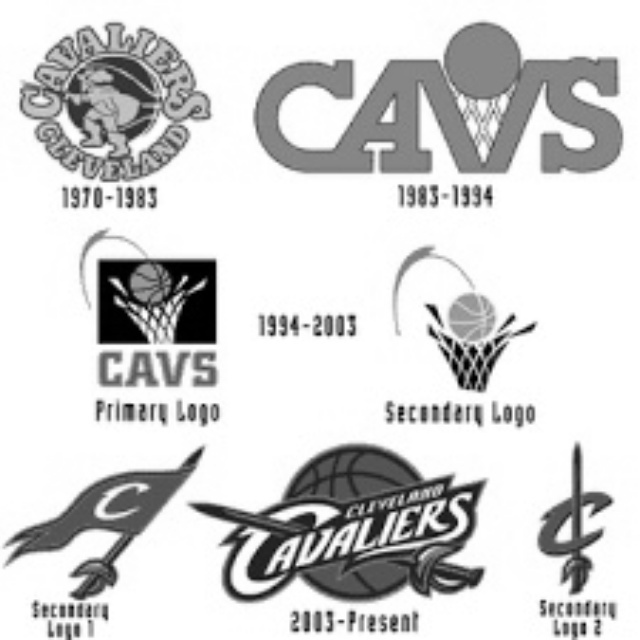 CAVALIERS
CLEVELAND
1970-1983
CAVS
1983-1994
CAVS
Primary Logo
1994-2003
Secondary Logo
C
Secondary
Logo 1
CLEVELAND
CAVALIERS
2003-Present
C
Secondary
Logo 2